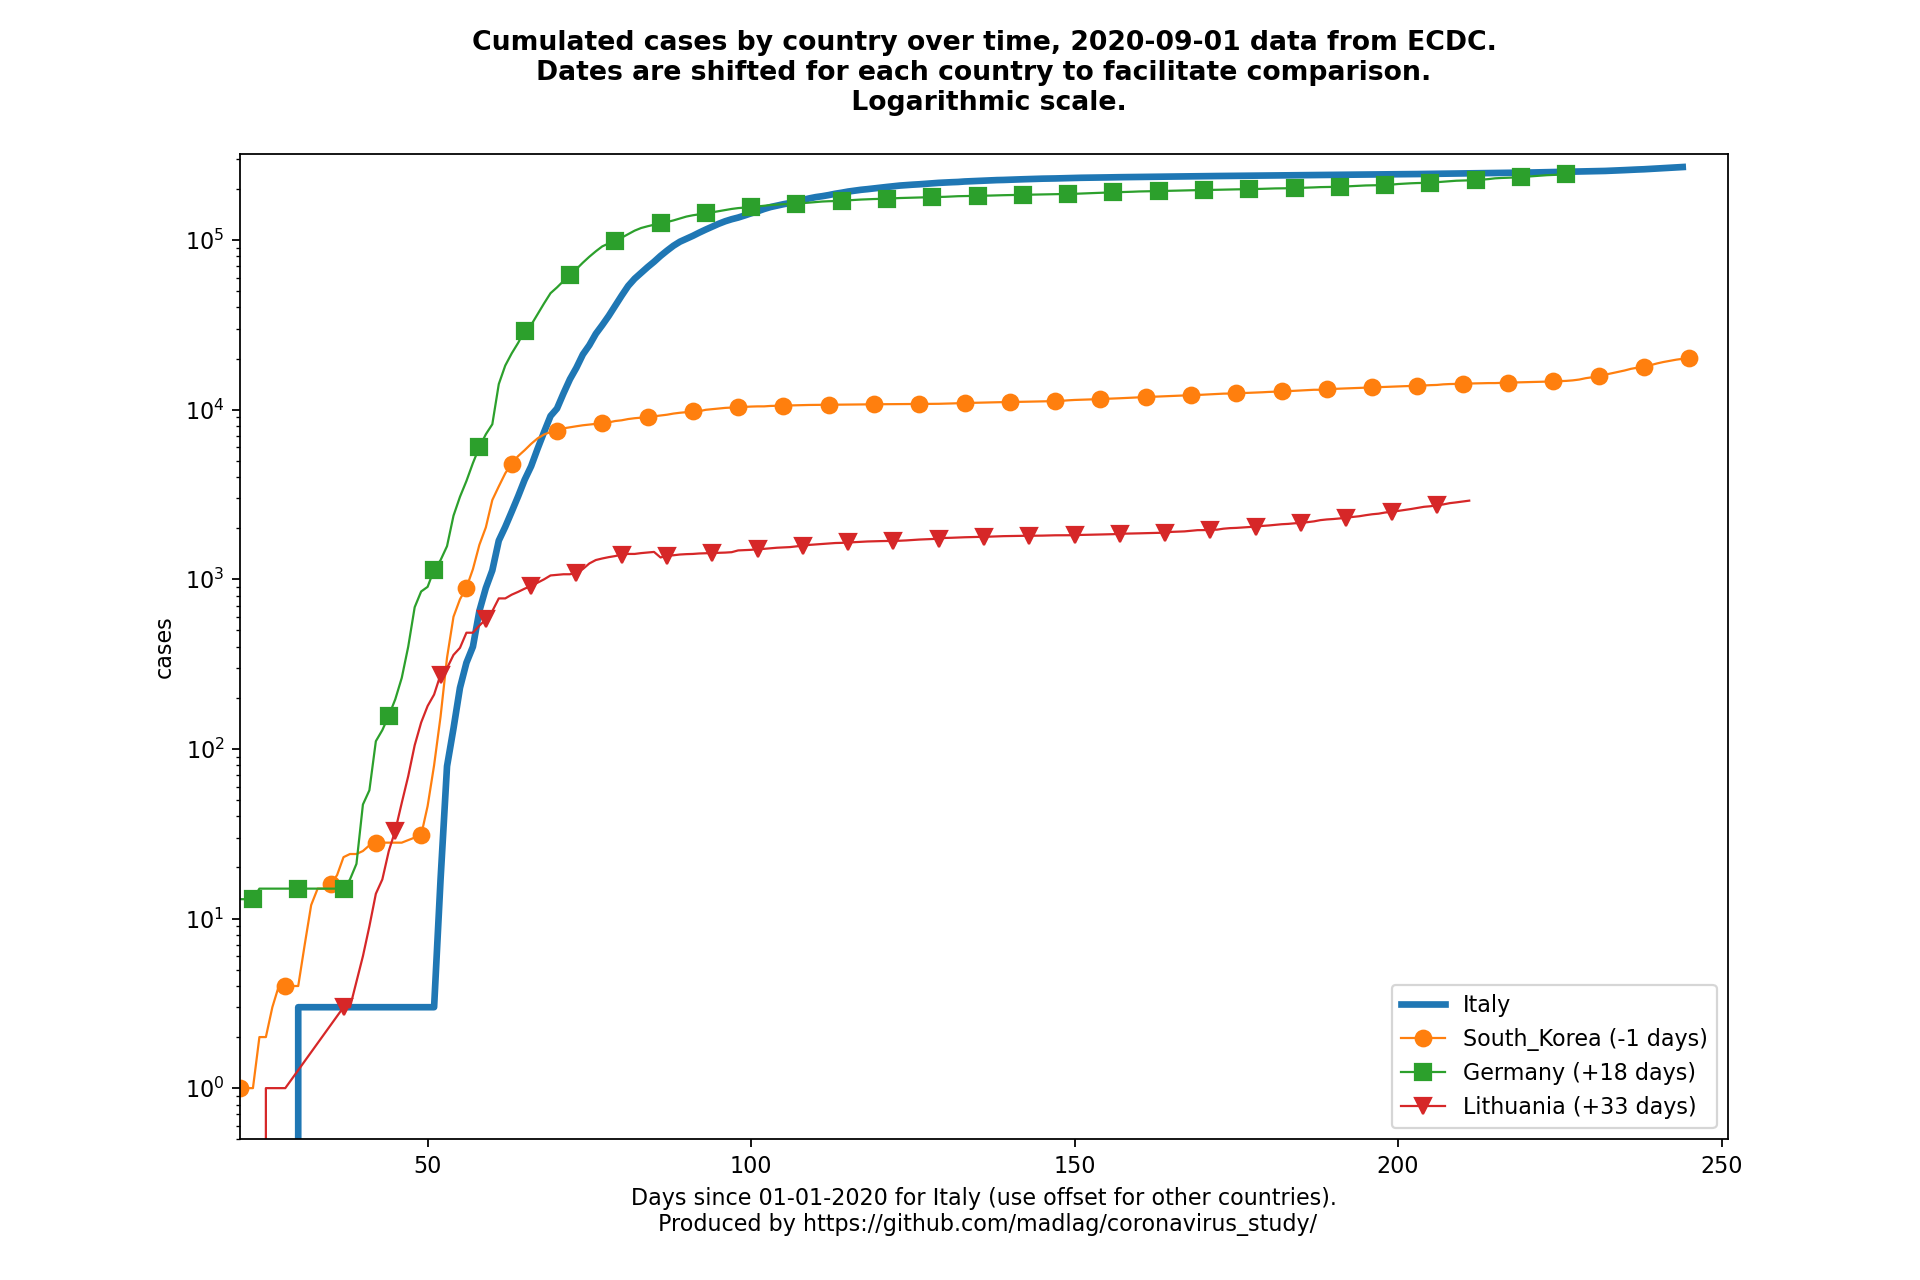 Cumulated cases by country over time, 2020-09-01 data from ECDC.
Dates are shifted for each country to facilitate comparison.
Logarithmic scale.
cases
10^5
10^4
10^3
10^2
10^1
10^0
50 100 150 200 250
Italy
South_Korea (-1 days)
Germany (+18 days)
Lithuania (+33 days)
Days since 01-01-2020 for Italy (use offset for other countries).
Produced by https://github.com/madlag/coronavirus_study/